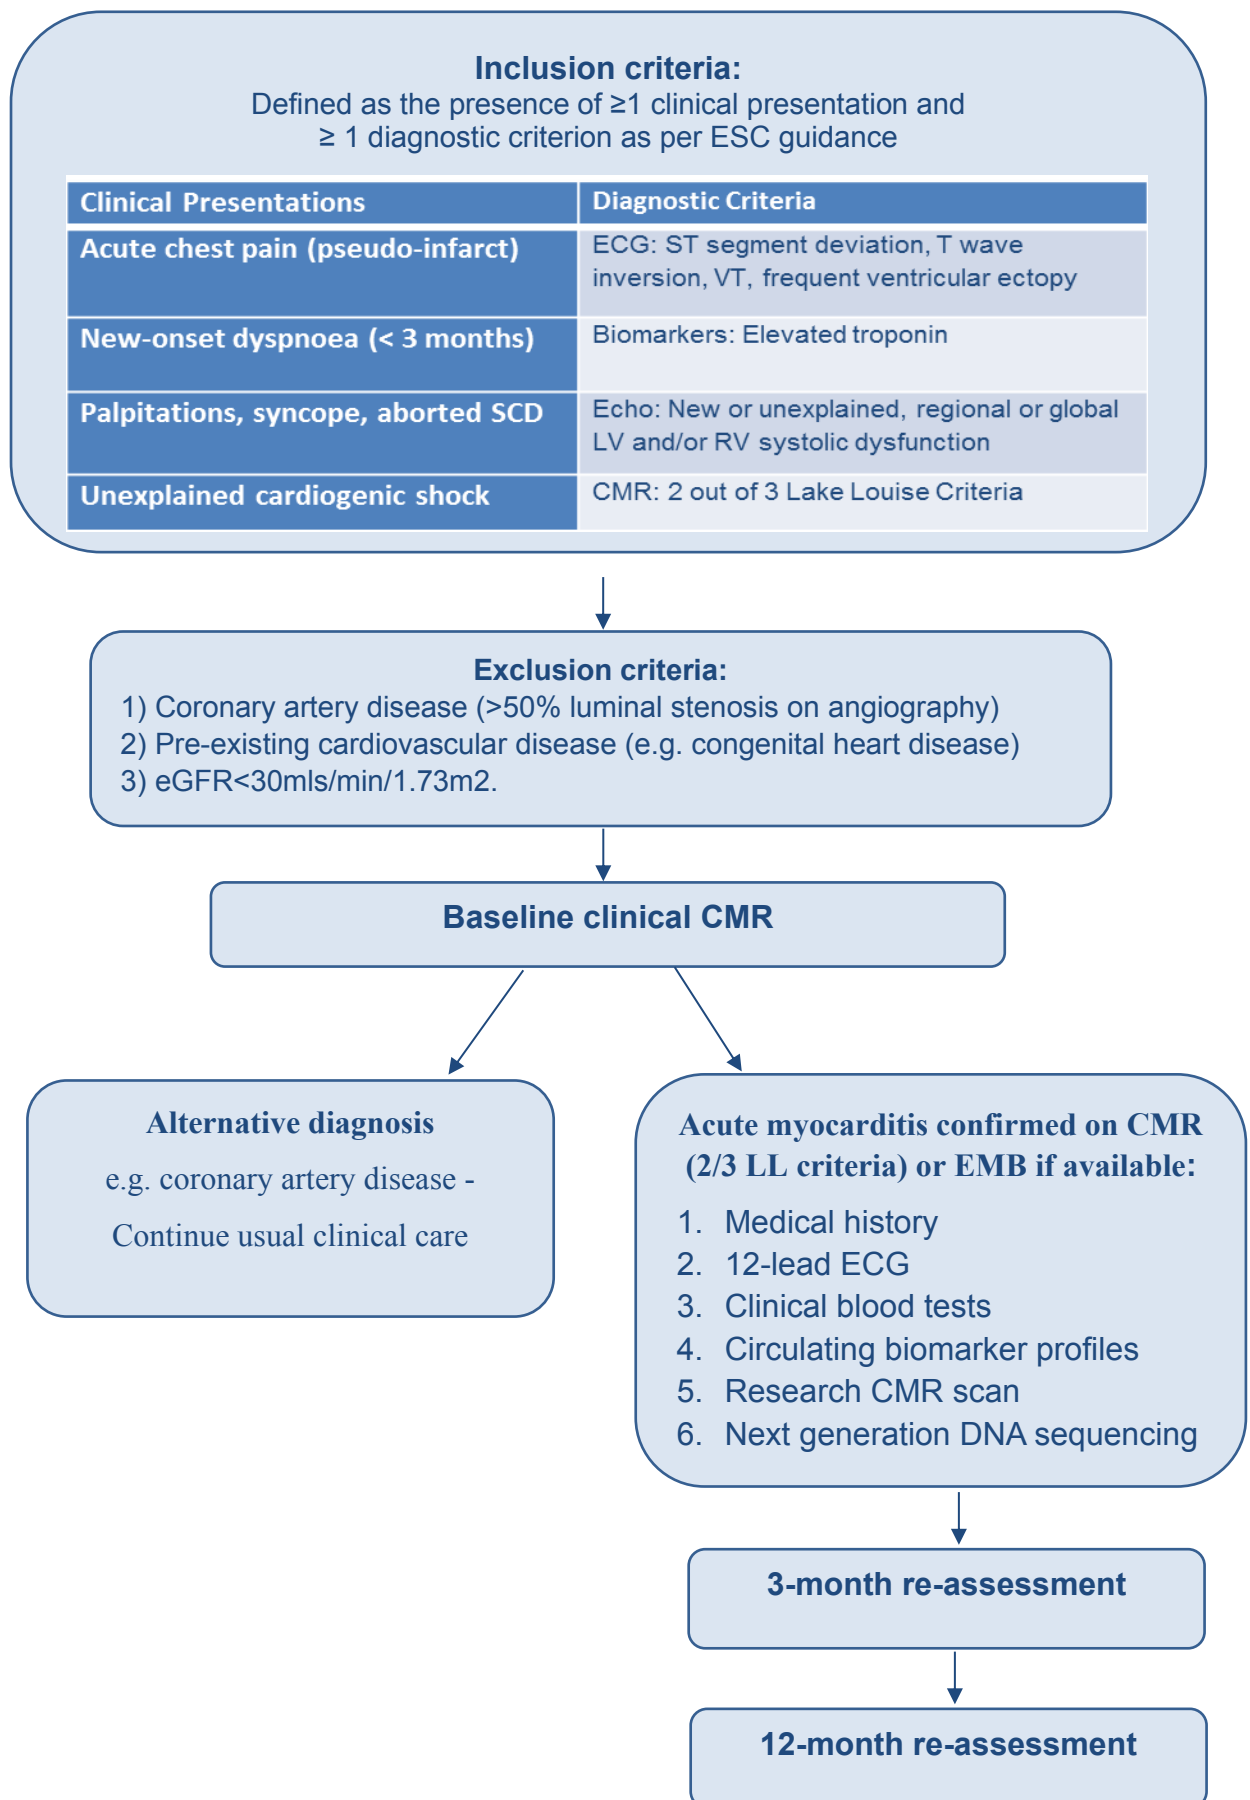 Inclusion criteria:
Defined as the presence of ≥1 clinical presentation and
≥ 1 diagnostic criterion as per ESC guidance
Clinical Presentations
Diagnostic Criteria
Acute chest pain (pseudo-infarct)
ECG: ST segment deviation, T wave
inversion, VT, frequent ventricular ectopy
New-onset dyspnoea (< 3 months)
Biomarkers: Elevated troponin
Palpitations, syncope, aborted SCD
Echo: New or unexplained, regional or global
LV and/or RV systolic dysfunction
Unexplained cardiogenic shock
CMR: 2 out of 3 Lake Louise Criteria
Exclusion criteria:
1) Coronary artery disease (>50% luminal stenosis on angiography)
2) Pre-existing cardiovascular disease (e.g. congenital heart disease)
3) eGFR<30mls/min/1.73m2.
Baseline clinical CMR
Alternative diagnosis
e.g. coronary artery disease -
Continue usual clinical care
Acute myocarditis confirmed on CMR
(2/3 LL criteria) or EMB if available:
1. Medical history
2. 12-lead ECG
3. Clinical blood tests
4. Circulating biomarker profiles
5. Research CMR scan
6. Next generation DNA sequencing
3-month re-assessment
12-month re-assessment